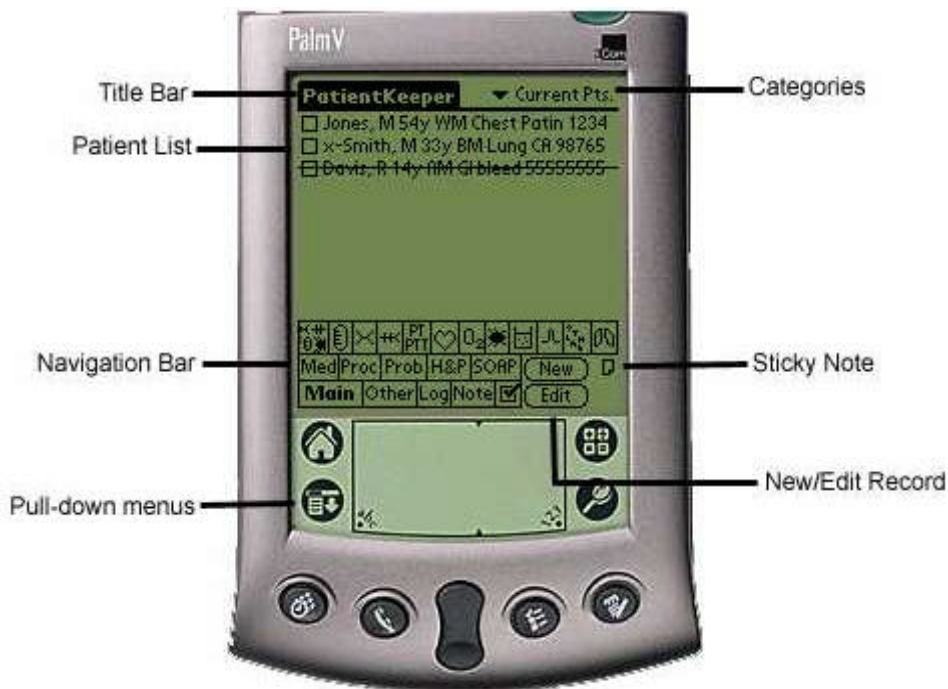 PalmV
3Com
Title Bar
PatientKeeper
Current Pts.
Categories
Patient List
Jones, M 54y WM Chest Patin 1234
x-Smith, M 33y BM Lung CA 98765
Davis, R 14y AM GI bleed 55555555
PT
PTT
O₂
Navigation Bar
Med Proc Prob H&P SOAP New
Sticky Note
Main Other Log Note Edit
New/Edit Record
Pull-down menus
123